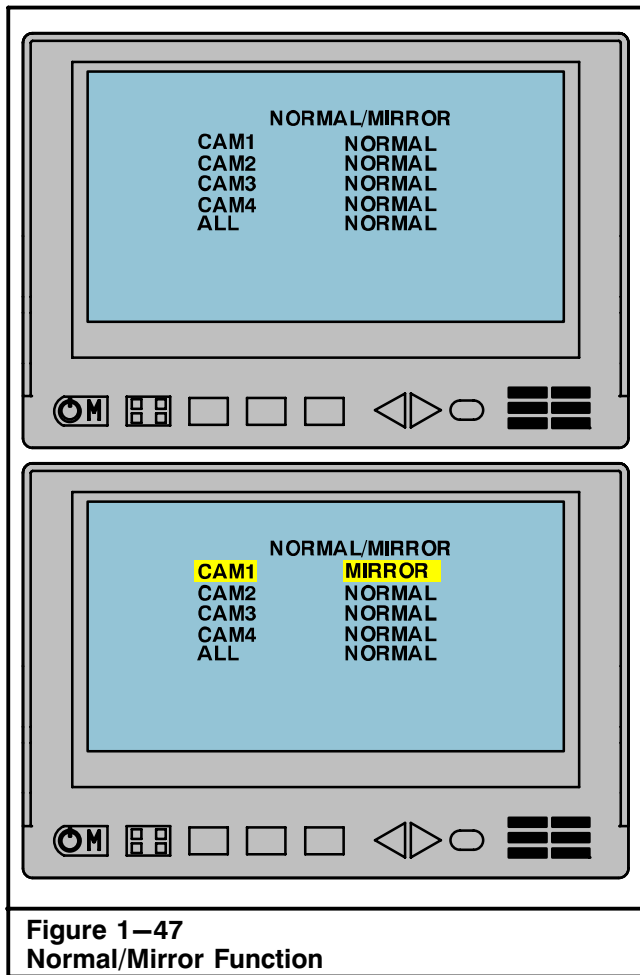 NORMAL/MIRROR
CAM1 NORMAL
CAM2 NORMAL
CAM3 NORMAL
CAM4 NORMAL
ALL NORMAL
M
NORMAL/MIRROR
CAM1 MIRROR
CAM2 NORMAL
CAM3 NORMAL
CAM4 NORMAL
ALL NORMAL
M
Figure 1—47
Normal/Mirror Function